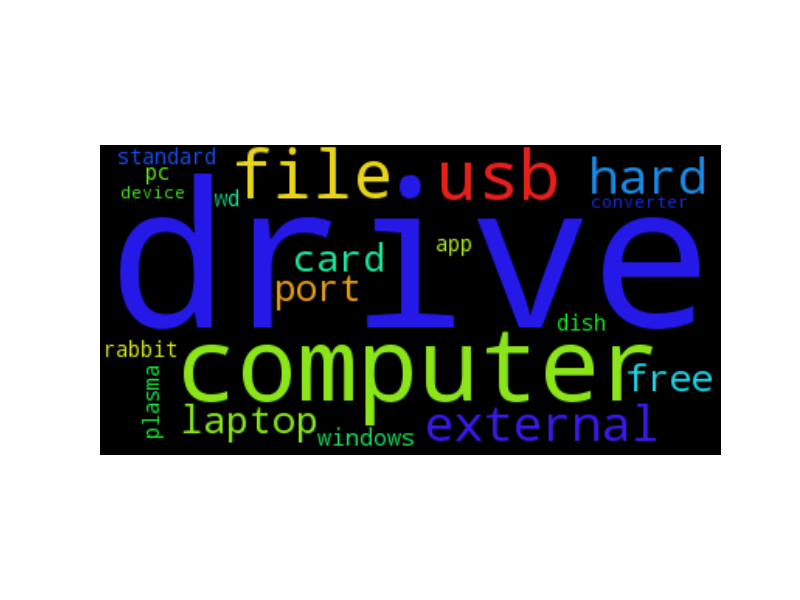 standard
file
usb
hard
pc
device
wd
converter
drive
app
card
port
dish
rabbit
computer
free
plasma
laptop
external
windows